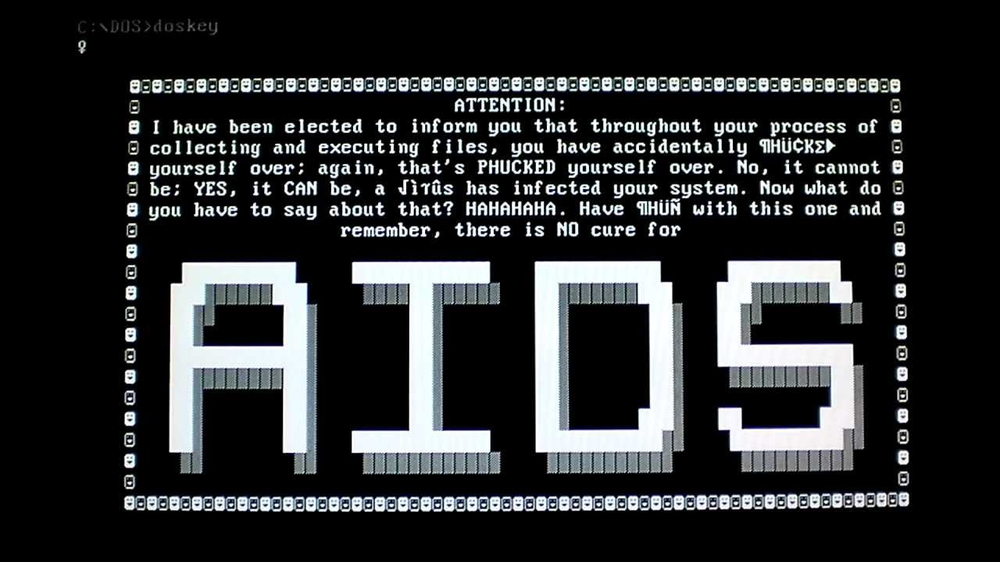 C:\DOS>doskey
♀
ATTENTION:
I have been elected to inform you that throughout your process of
collecting and executing files, you have accidentally ¶HÜ¢KΣ►
yourself over; again, that's PHUCKED yourself over. No, it cannot
be; YES, it CAN be, a √ìτûs has infected your system. Now what do
you have to say about that? HAHAHAHA. Have ¶HÜÑ with this one and
remember, there is NO cure for
AIDS